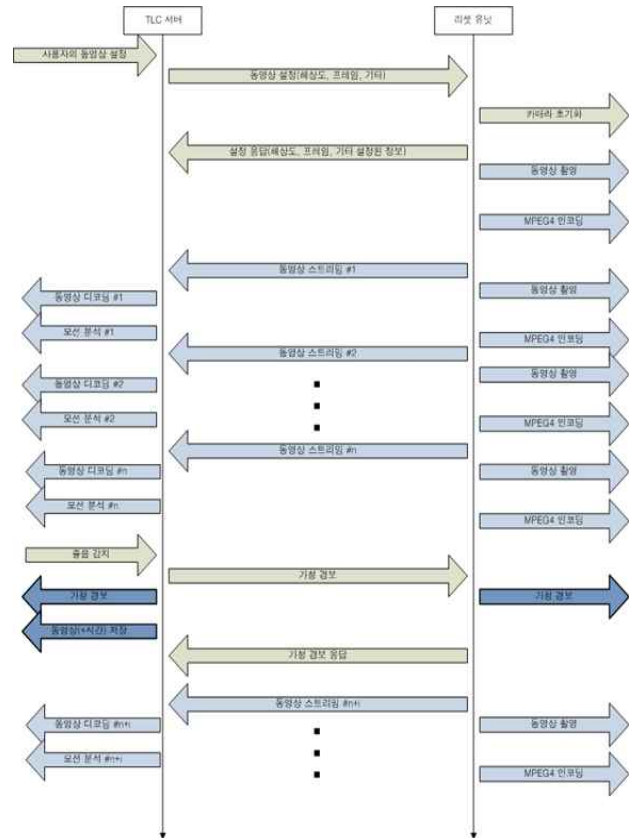 TLC 서버
리셋 유닛
사용자의 동영상 설정
동영상 설정(해상도, 프레임, 기타)
카메라 초기화
설정 응답(해상도, 프레임, 기타 설정된 정보)
동영상 촬영
MPEG4 인코딩
동영상 스트리밍 #1
동영상 디코딩 #1
동영상 촬영
모션 분석 #1
MPEG4 인코딩
동영상 스트리밍 #2
동영상 디코딩 #2
동영상 촬영
모션 분석 #2
MPEG4 인코딩
동영상 스트리밍 #n
동영상 디코딩 #n
동영상 촬영
모션 분석 #n
MPEG4 인코딩
졸음 감지
가청 경보
가청 경보
가청 경보
동영상(+시간) 저장
가청 경보 응답
동영상 스트리밍 #n+i
동영상 디코딩 #n+i
동영상 촬영
모션 분석 #n+i
MPEG4 인코딩